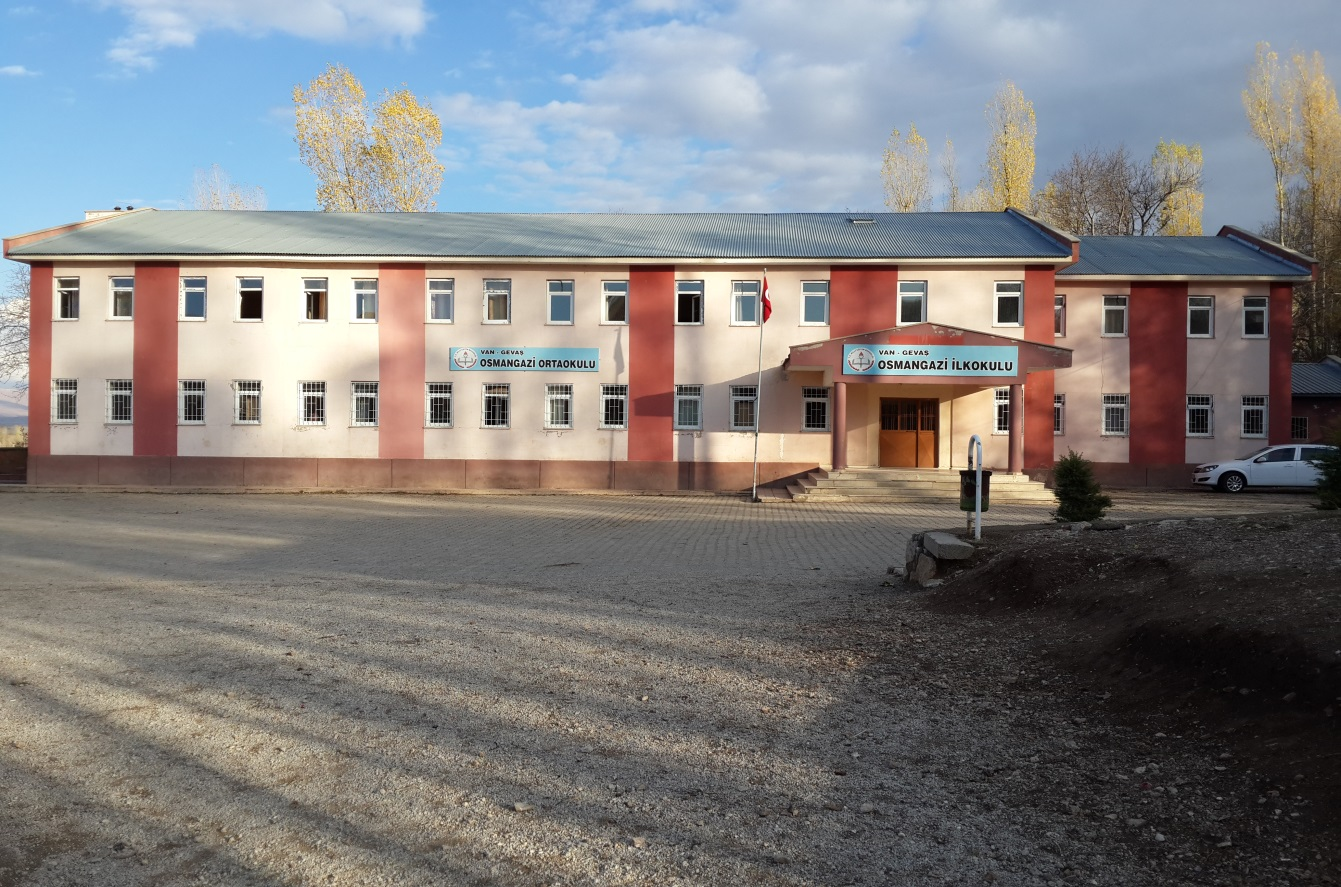 VAN - GEVAŞ
OSMANGAZİ ORTAOKULU
VAN - GEVAŞ
OSMANGAZİ İLKOKULU